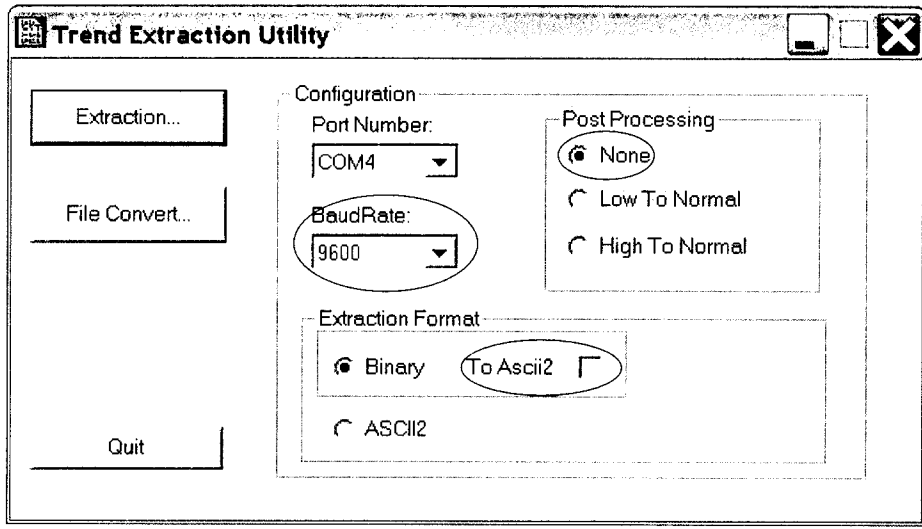 Trend Extraction Utility
Extraction...
File Convert...
Quit
Configuration
Port Number:
COM4
BaudRate:
9600
Post Processing
None
Low To Normal
High To Normal
Extraction Format
Binary
To Ascii2
ASCII2